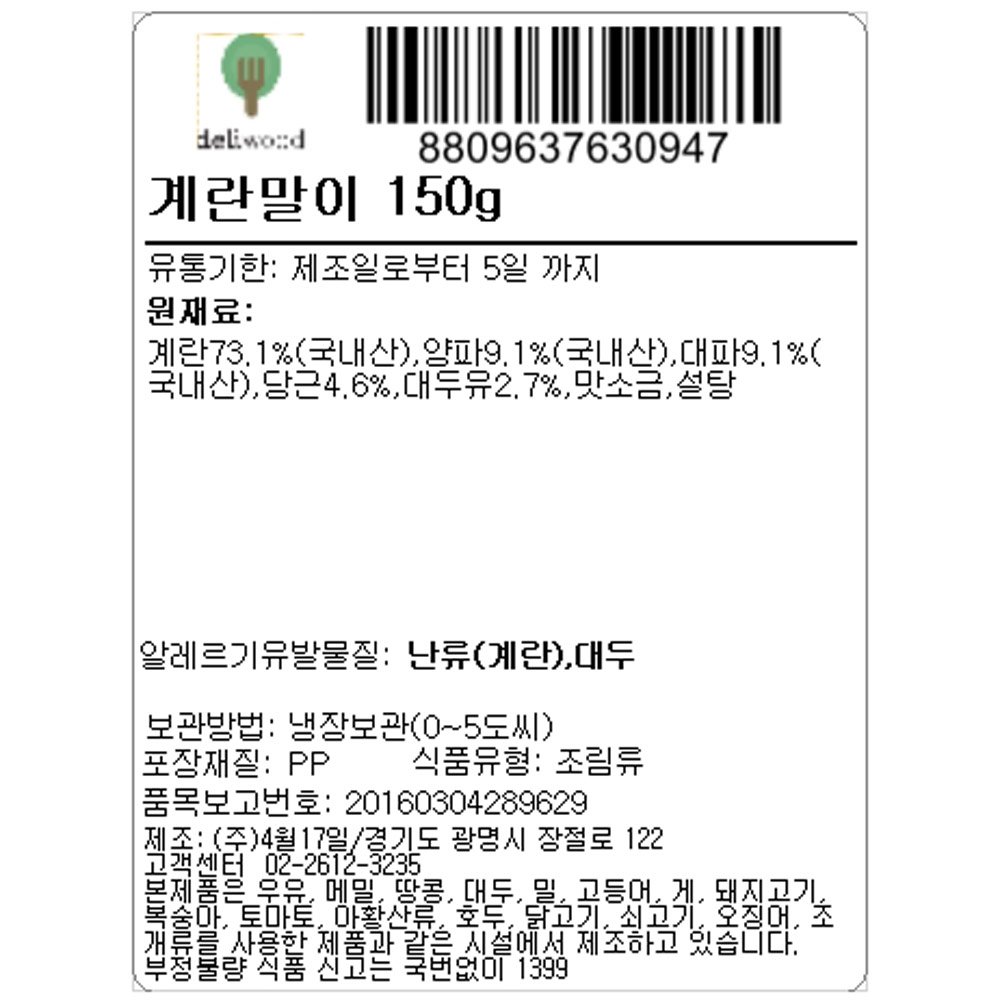 deliwood
8809637630947
계란말이 150g
유통기한: 제조일로부터 5일 까지
원재료:
계란73.1%(국내산),양파9.1%(국내산),대파9.1%(
국내산),당근4.6%,대두유2.7%,맛소금,설탕
알레르기유발물질: 난류(계란),대두
보관방법: 냉장보관(0~5도씨)
포장재질: PP 식품유형: 조림류
품목보고번호: 20160304289629
제조: (주)4월17일/경기도 광명시 장절로 122
고객센터 02-2612-3235
본제품은 우유, 메밀, 땅콩, 대두, 밀, 고등어, 게, 돼지고기,
복숭아, 토마토, 아황산류, 호두, 닭고기, 쇠고기, 오징어, 조
개류를 사용한 제품과 같은 시설에서 제조하고 있습니다.
부정불량 식품 신고는 국번없이 1399